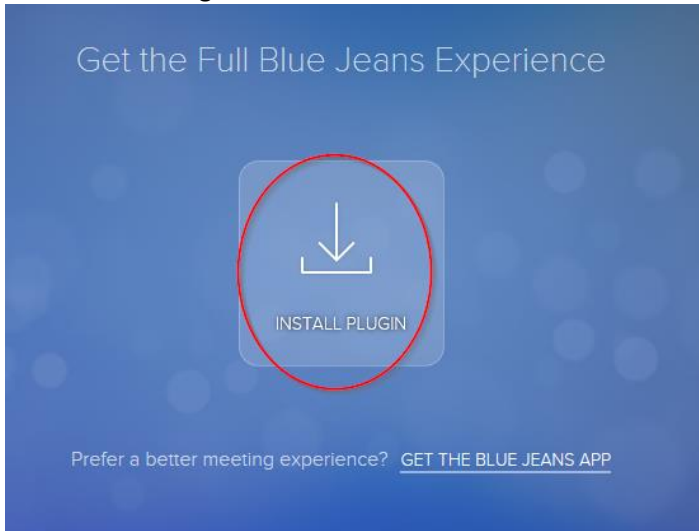 Get the Full Blue Jeans Experience
INSTALL PLUGIN
Prefer a better meeting experience? GET THE BLUE JEANS APP